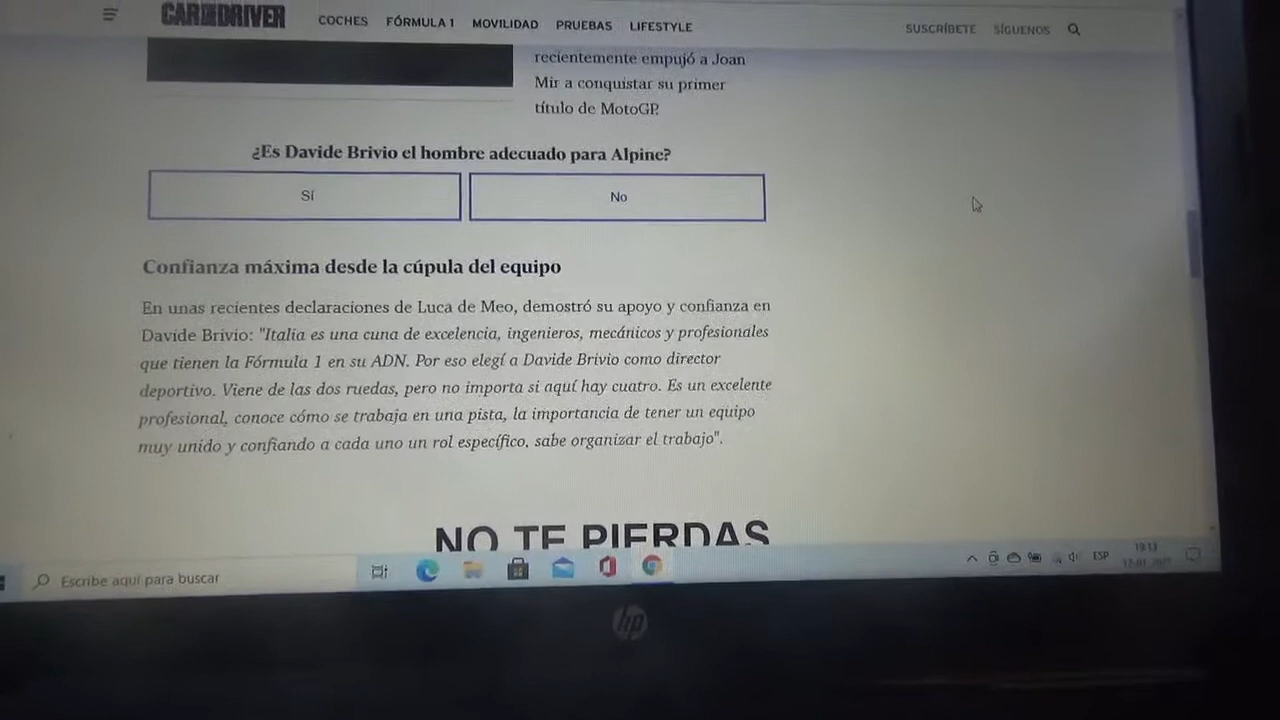 CAR AND DRIVER
COCHES FÓRMULA 1 MOVILIDAD PRUEBAS LIFESTYLE
SUSCRÍBETE SÍGUENOS
recientemente empujó a Joan
Mir a conquistar su primer
título de MotoGP.
¿Es Davide Brivio el hombre adecuado para Alpine?
Sí
No
Confianza máxima desde la cúpula del equipo
En unas recientes declaraciones de Luca de Meo, demostró su apoyo y confianza en
Davide Brivio: "Italia es una cuna de excelencia, ingenieros, mecánicos y profesionales
que tienen la Fórmula 1 en su ADN. Por eso elegí a Davide Brivio como director
deportivo. Viene de las dos ruedas, pero no importa si aquí hay cuatro. Es un excelente
profesional, conoce cómo se trabaja en una pista, la importancia de tener un equipo
muy unido y confiando a cada uno un rol específico, sabe organizar el trabajo".
NO TE PIERDAS
Escribe aquí para buscar
ESP
19:13
hp